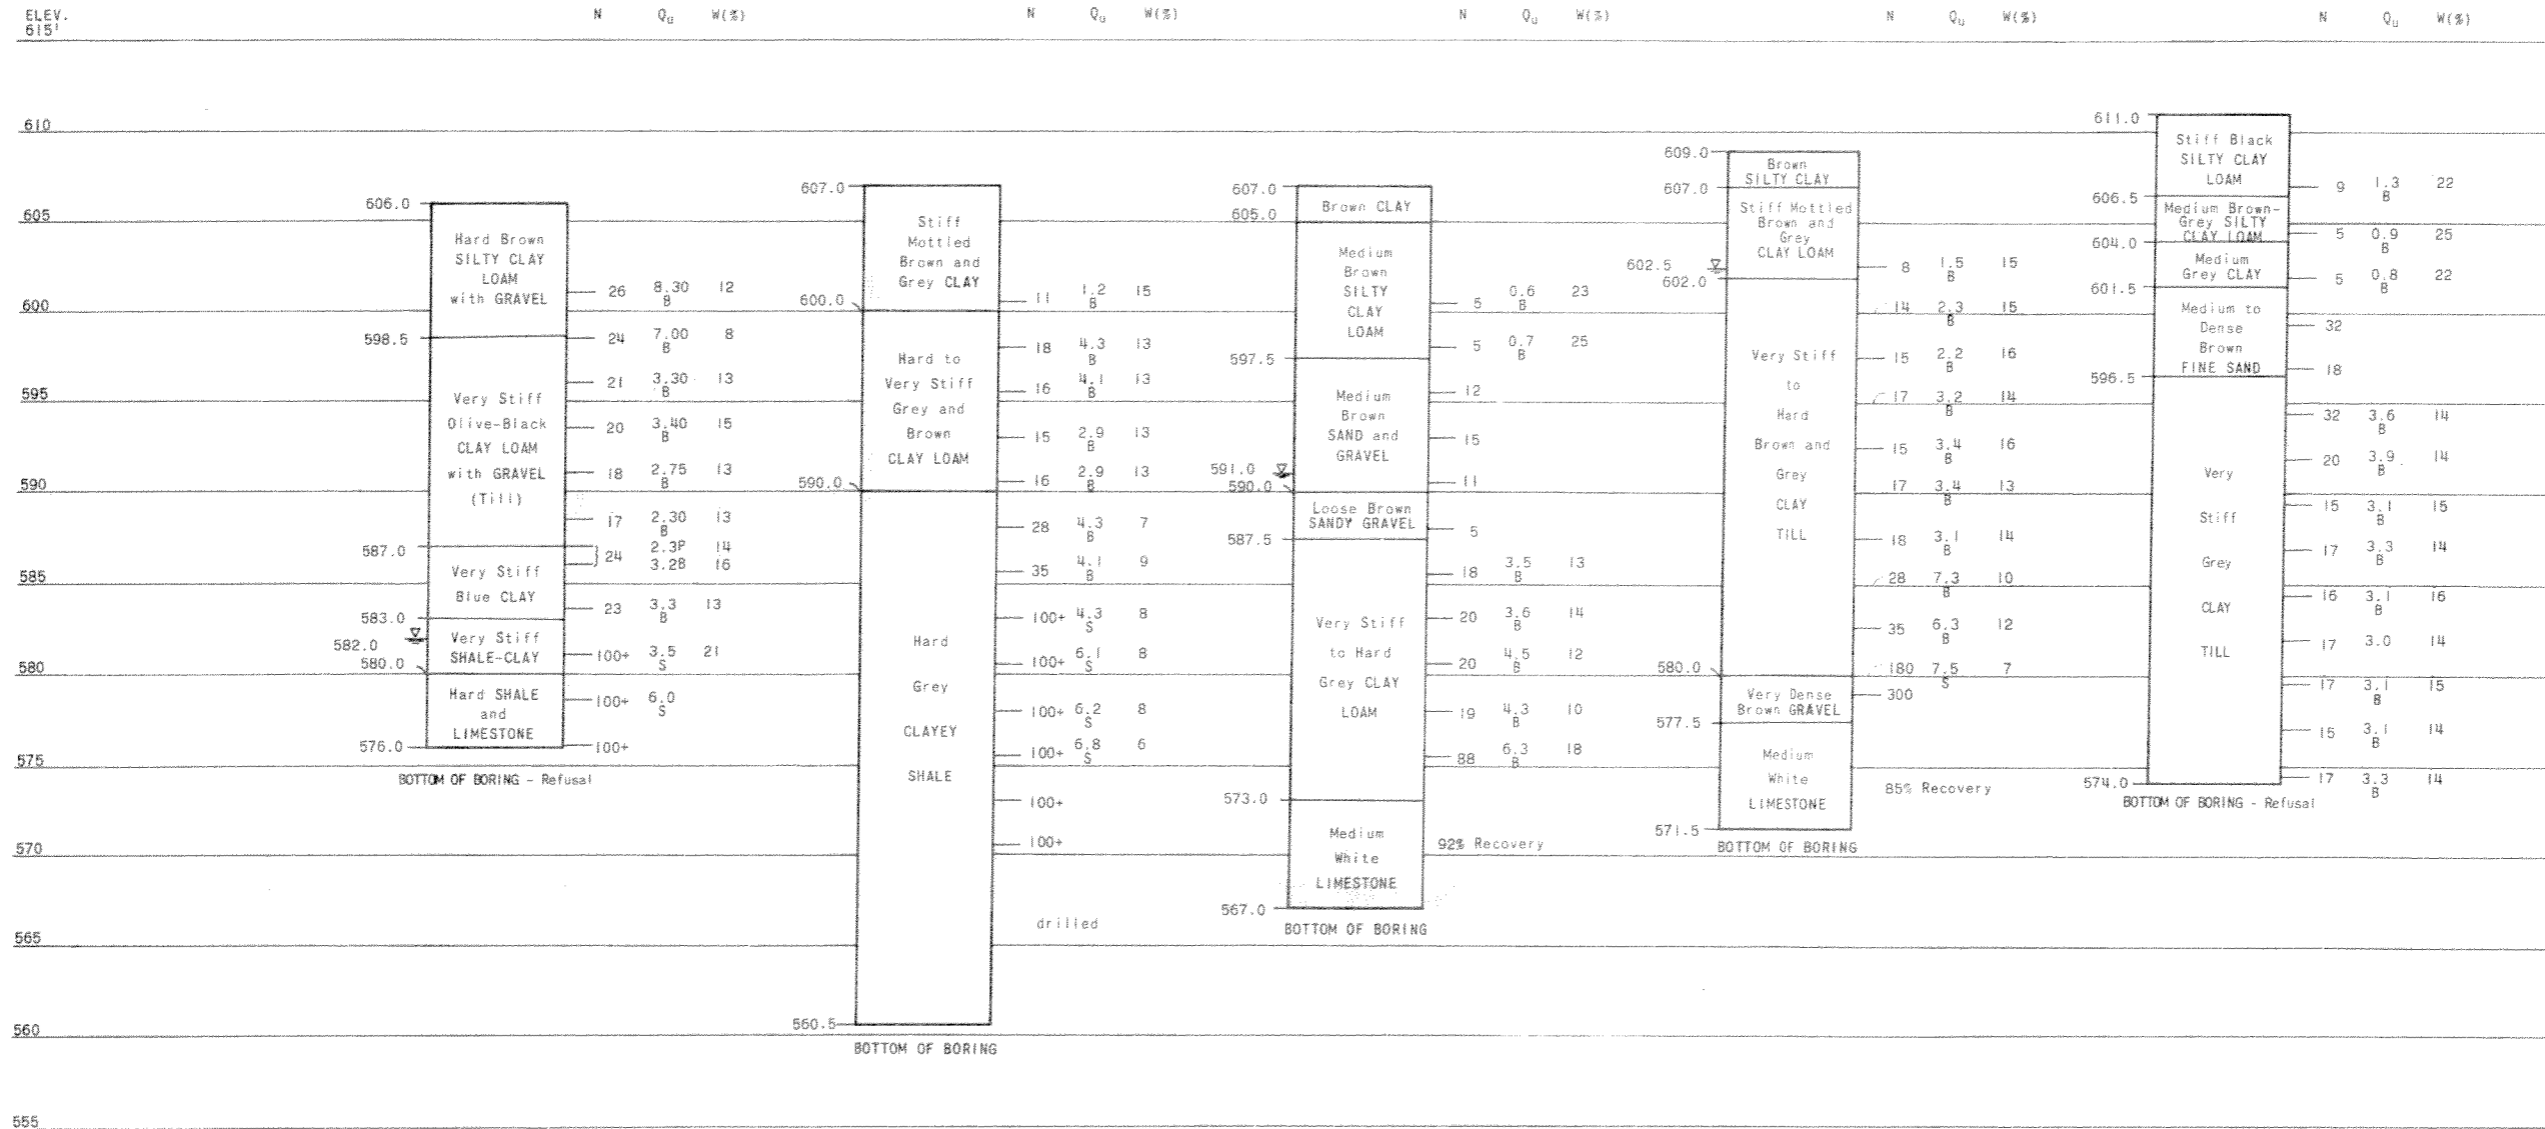 ELEV.
615'
610
605
600
595
590
585
580
575
570
565
560
555
N Qu W(%)
606.0
Hard Brown
SILTY CLAY
LOAM
with GRAVEL
26 8.30 12
B
598.5
24 7.00 8
B
21 3.30 13
B
Very Stiff
Olive-Black
CLAY LOAM
with GRAVEL
(Till)
20 3.40 15
B
18 2.75 13
B
17 2.30 13
B
587.0
24
2.3P 14
3.2B 16
Very Stiff
Blue CLAY
23 3.3 13
B
583.0
582.0
Very Stiff
SHALE-CLAY
100+ 3.5 21
S
580.0
Hard SHALE
and
LIMESTONE
100+ 6.0
S
576.0
100+
BOTTOM OF BORING - Refusal
N Qu W(%)
607.0
Stiff
Mottled
Brown and
Grey CLAY
11 1.2 15
B
600.0
Hard to
Very Stiff
Grey and
Brown
CLAY LOAM
18 4.3 13
B
16 4.1 13
B
15 2.9 13
B
16 2.9 13
B
590.0
28 4.3 7
B
35 4.1 9
B
100+ 4.3 8
S
100+ 6.1 8
S
100+ 6.2 8
S
100+ 6.8 6
S
100+
100+
Hard
Grey
CLAYEY
SHALE
drilled
560.5
BOTTOM OF BORING
N Qu W(%)
607.0
Brown CLAY
605.0
Medium
Brown
SILTY
CLAY
LOAM
5 0.6 23
B
5 0.7 25
B
597.5
Medium
Brown
SAND and
GRAVEL
12
15
11
591.0
590.0
Loose Brown
SANDY GRAVEL
5
587.5
18 3.5 13
B
20 3.6 14
B
20 4.5 12
B
19 4.3 10
B
88 6.3 18
B
Very Stiff
to Hard
Grey CLAY
LOAM
573.0
Medium
White
LIMESTONE
92% Recovery
567.0
BOTTOM OF BORING
N Qu W(%)
609.0
Brown
SILTY CLAY
607.0
Stiff Mottled
Brown and
Grey
CLAY LOAM
602.5
8 1.5 15
B
602.0
14 2.3 15
B
15 2.2 16
B
17 3.2 14
B
15 3.4 16
B
17 3.4 13
B
18 3.1 14
B
28 7.3 10
B
35 6.3 12
B
Very Stiff
to
Hard
Brown and
Grey
CLAY
TILL
580.0
180 7.5 7
S
Very Dense
Brown GRAVEL
300
577.5
Medium
White
LIMESTONE
85% Recovery
571.5
BOTTOM OF BORING
N Qu W(%)
611.0
Stiff Black
SILTY CLAY
LOAM
9 1.3 22
B
606.5
Medium Brown-
Grey SILTY
CLAY LOAM
5 0.9 25
B
604.0
Medium
Grey CLAY
5 0.8 22
B
601.5
Medium to
Dense
Brown
FINE SAND
32
18
596.5
32 3.6 14
B
20 3.9 14
B
15 3.1 15
B
17 3.3 14
B
16 3.1 16
B
17 3.0 14
17 3.1 15
B
15 3.1 14
B
17 3.3 14
B
Very
Stiff
Grey
CLAY
TILL
574.0
BOTTOM OF BORING - Refusal